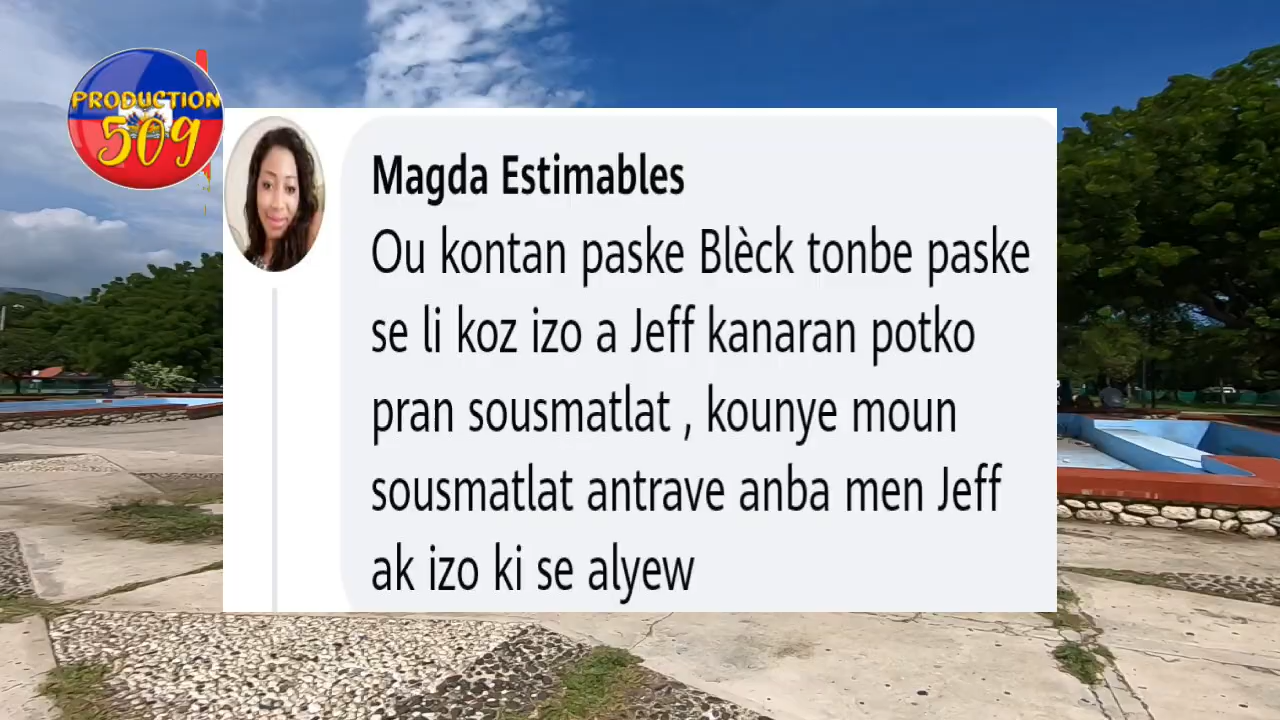 PRODUCTION
509
Magda Estimables
Ou kontan paske Blèck tonbe paske
se li koz izo a Jeff kanaran potko
pran sousmatlat , kounye moun
sousmatlat antrave anba men Jeff
ak izo ki se alyew